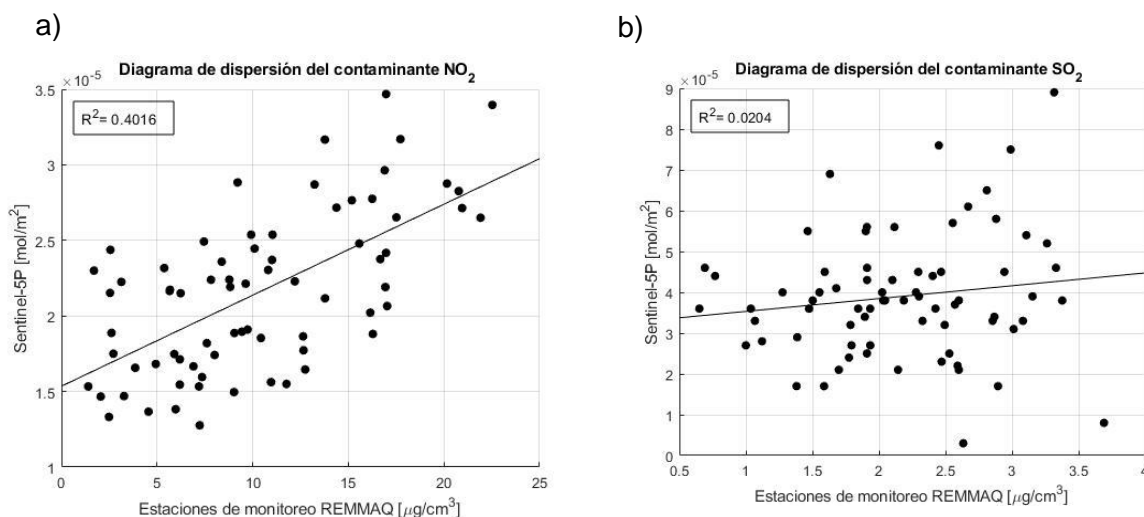 a)
Diagrama de dispersión del contaminante NO₂
×10⁻⁵
R²= 0.4016
3.5
3
2.5
2
1.5
1
Sentinel-5P [mol/m²]
0 5 10 15 20 25
Estaciones de monitoreo REMMAQ [μg/cm³]
b)
Diagrama de dispersión del contaminante SO₂
×10⁻⁵
R²= 0.0204
9
8
7
6
5
4
3
2
1
0
Sentinel-5P [mol/m²]
0.5 1 1.5 2 2.5 3 3.5 4
Estaciones de monitoreo REMMAQ [μg/cm³]